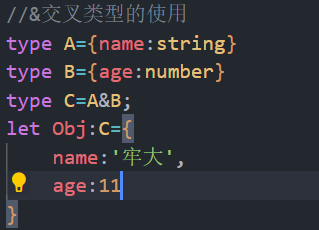 //&交叉类型的使用
type A={name:string}
type B={age:number}
type C=A&B;
let Obj:C={
    name:'牢大',
    age:11
}